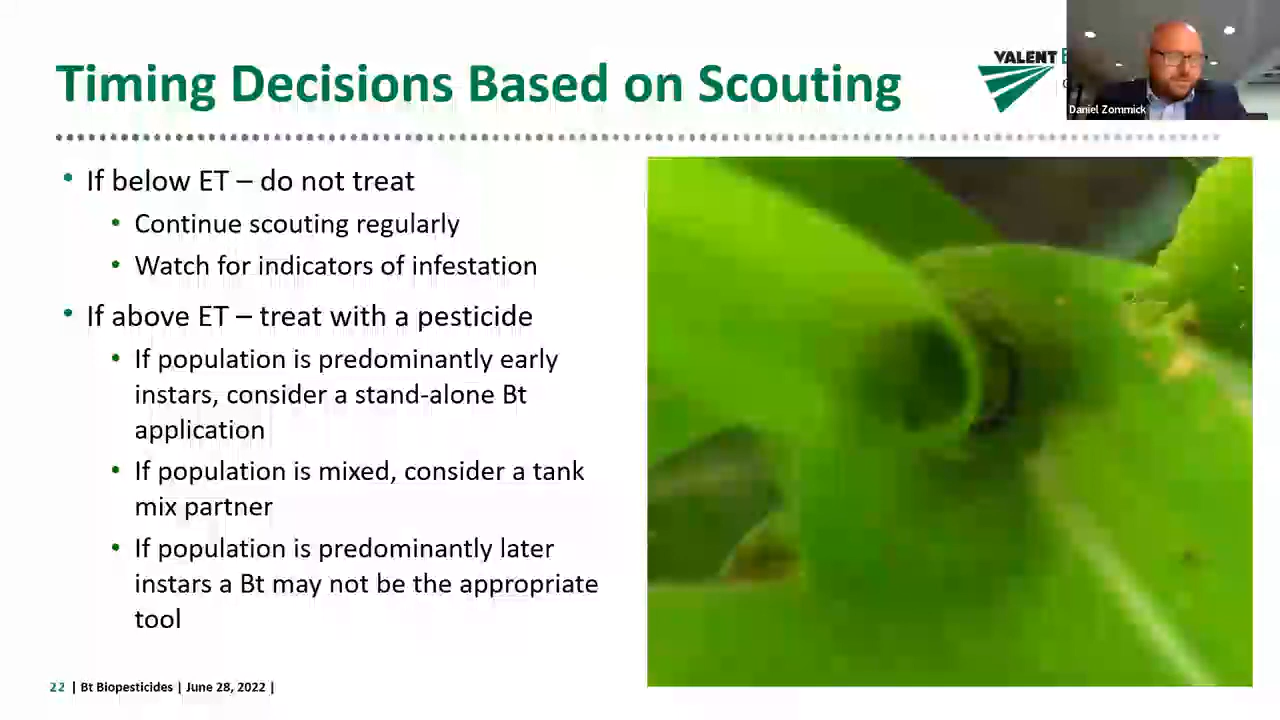 Timing Decisions Based on Scouting
VALENT
Daniel Zommick
• If below ET – do not treat
• Continue scouting regularly
• Watch for indicators of infestation
• If above ET – treat with a pesticide
• If population is predominantly early
instars, consider a stand-alone Bt
application
• If population is mixed, consider a tank
mix partner
• If population is predominantly later
instars a Bt may not be the appropriate
tool
22 | Bt Biopesticides | June 28, 2022 |